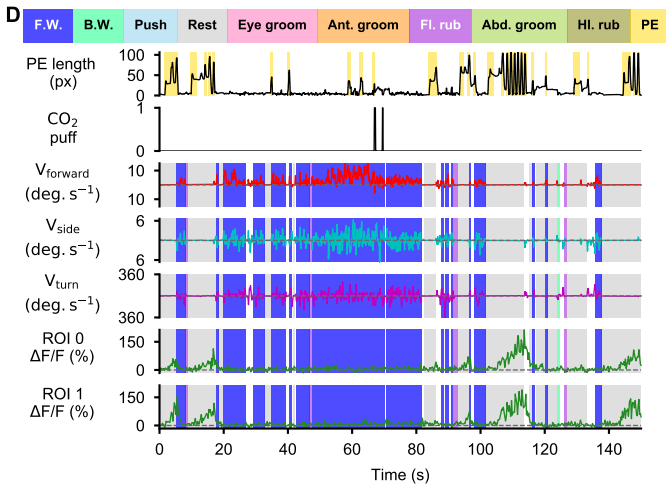 D
F.W. B.W. Push Rest Eye groom Ant. groom Fl. rub Abd. groom Hl. rub PE
PE length
(px)
100
50
0
CO2
puff
1
0
Vforward
(deg. s−1)
10
10
Vside
(deg. s−1)
6
6
Vturn
(deg. s−1)
360
360
ROI 0
ΔF/F (%)
150
0
ROI 1
ΔF/F (%)
150
0
0 20 40 60 80 100 120 140
Time (s)